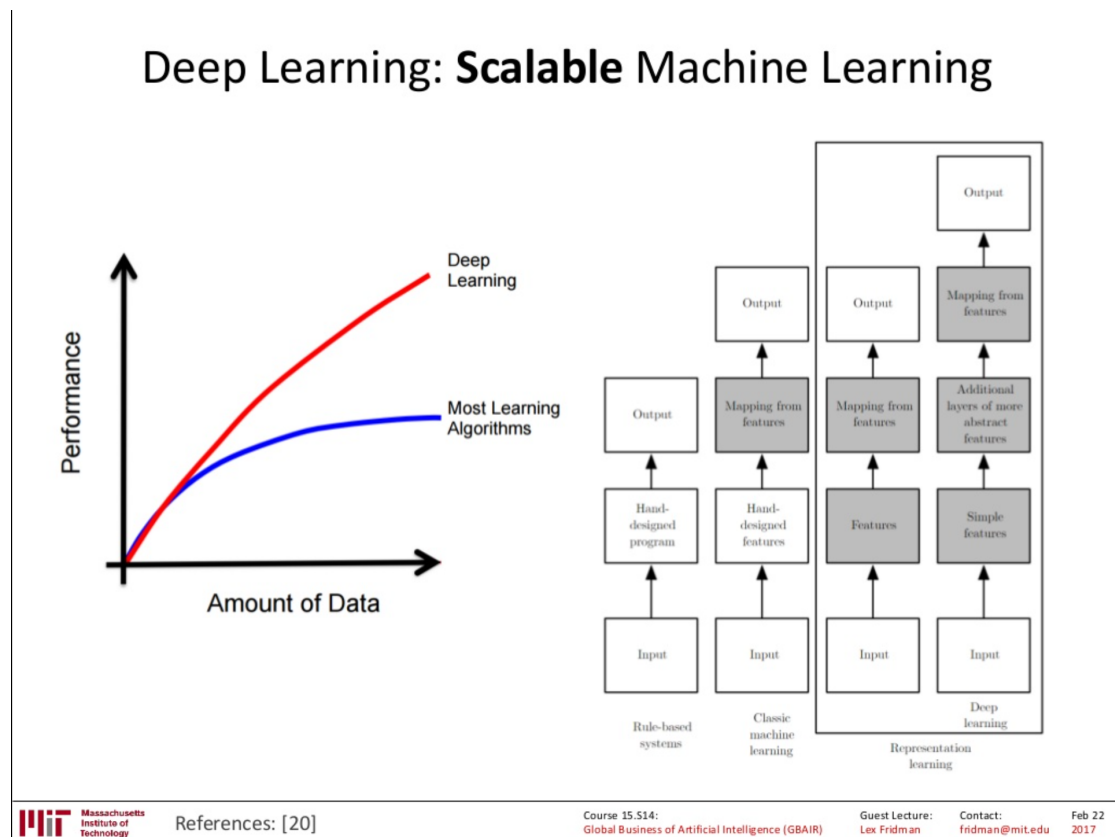 Deep Learning: Scalable Machine Learning
Performance
Amount of Data
Deep
Learning
Most Learning
Algorithms
Output
Hand-
designed
program
Input
Rule-based
systems
Output
Mapping from
features
Hand-
designed
features
Input
Classic
machine
learning
Output
Mapping from
features
Features
Input
Output
Mapping from
features
Additional
layers of more
abstract
features
Simple
features
Input
Deep
learning
Representation
learning
MIT
Massachusetts
Institute of
Technology
References: [20]
Course 15.S14:
Global Business of Artificial Intelligence (GBAIR)
Guest Lecture:
Lex Fridman
Contact:
fridman@mit.edu
Feb 22
2017